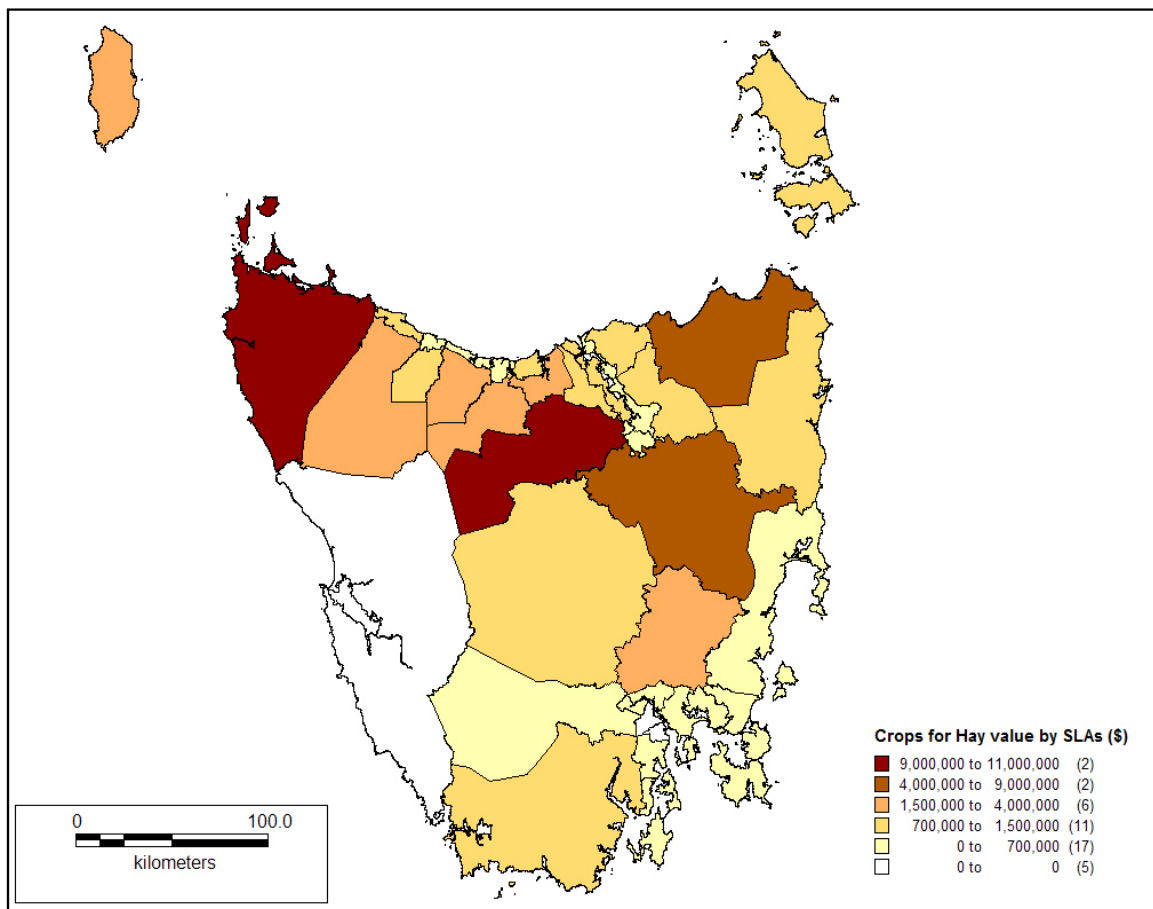 Crops for Hay value by SLAs ($)
9,000,000 to 11,000,000 (2)
4,000,000 to 9,000,000 (2)
1,500,000 to 4,000,000 (6)
700,000 to 1,500,000 (11)
0 to 700,000 (17)
0 to 0 (5)
0 100.0
kilometers